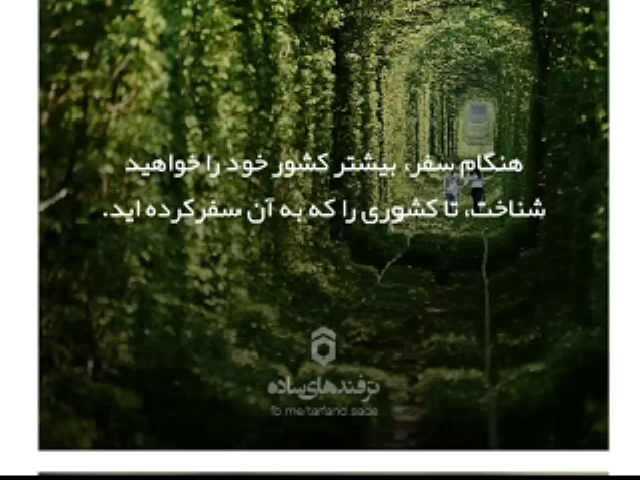 هنگام سفر، بیشتر کشور خود را خواهید
شناخت، تا کشوری را که به آن سفرکرده اید.
ترفندهای ساده
fb.me/tarfand.sade